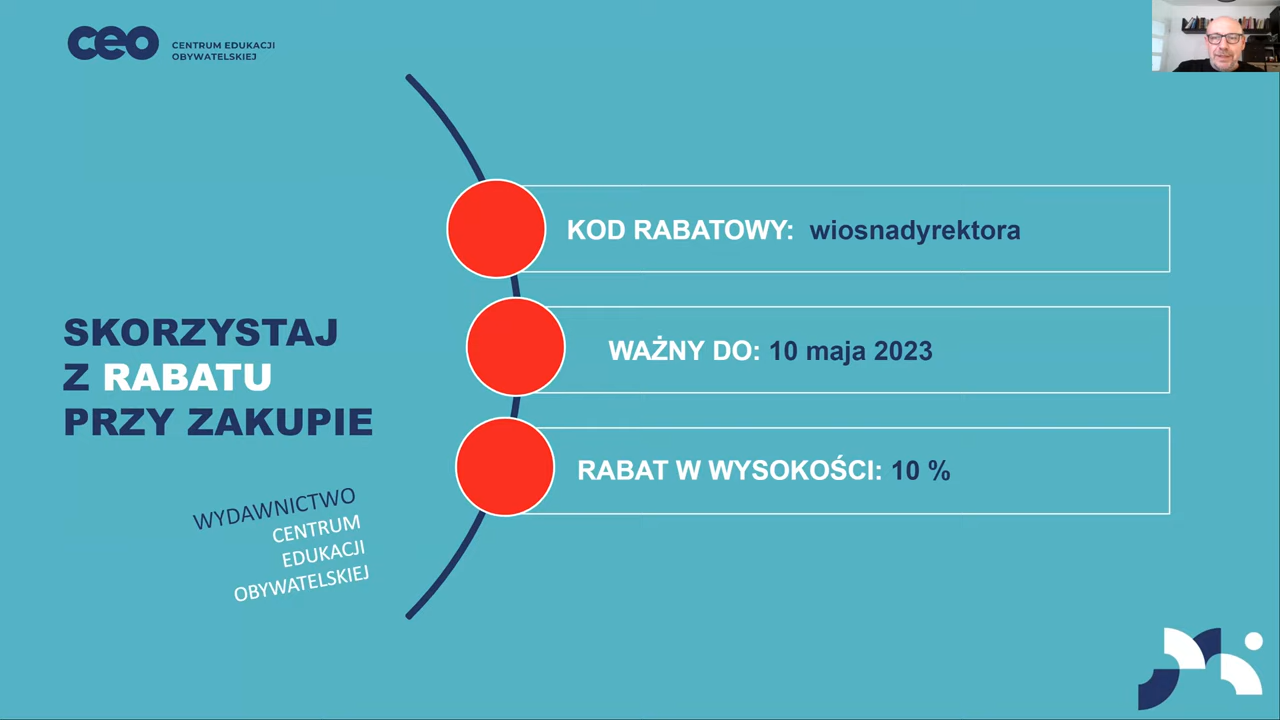 ceo
CENTRUM EDUKACJI
OBYWATELSKIEJ
KOD RABATOWY: wiosnadyrektora
WAŻNY DO: 10 maja 2023
RABAT W WYSOKOŚCI: 10 %
SKORZYSTAJ
Z RABATU
PRZY ZAKUPIE
WYDAWNICTWO
CENTRUM
EDUKACJI
OBYWATELSKIEJ